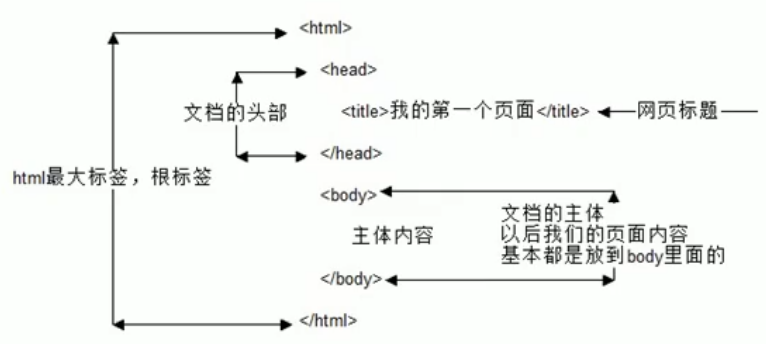 <html>
<head>
文档的头部
<title>我的第一个页面</title>
网页标题
</head>
html最大标签，根标签
<body>
主体内容
文档的主体
以后我们的页面内容
基本都是放到body里面的
</body>
</html>